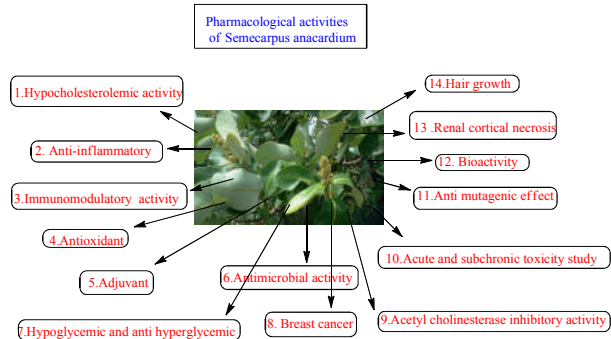 Pharmacological activities
of Semecarpus anacardium
1.Hypocholesterolemic activity
2. Anti-inflammatory
3.Immunomodulatory activity
4.Antioxidant
5.Adjuvant
6.Antimicrobial activity
7.Hypoglycemic and anti hyperglycemic
8. Breast cancer
9.Acetyl cholinesterase inhibitory activity
10.Acute and subchronic toxicity study
11.Anti mutagenic effect
12. Bioactivity
13 .Renal cortical necrosis
14.Hair growth